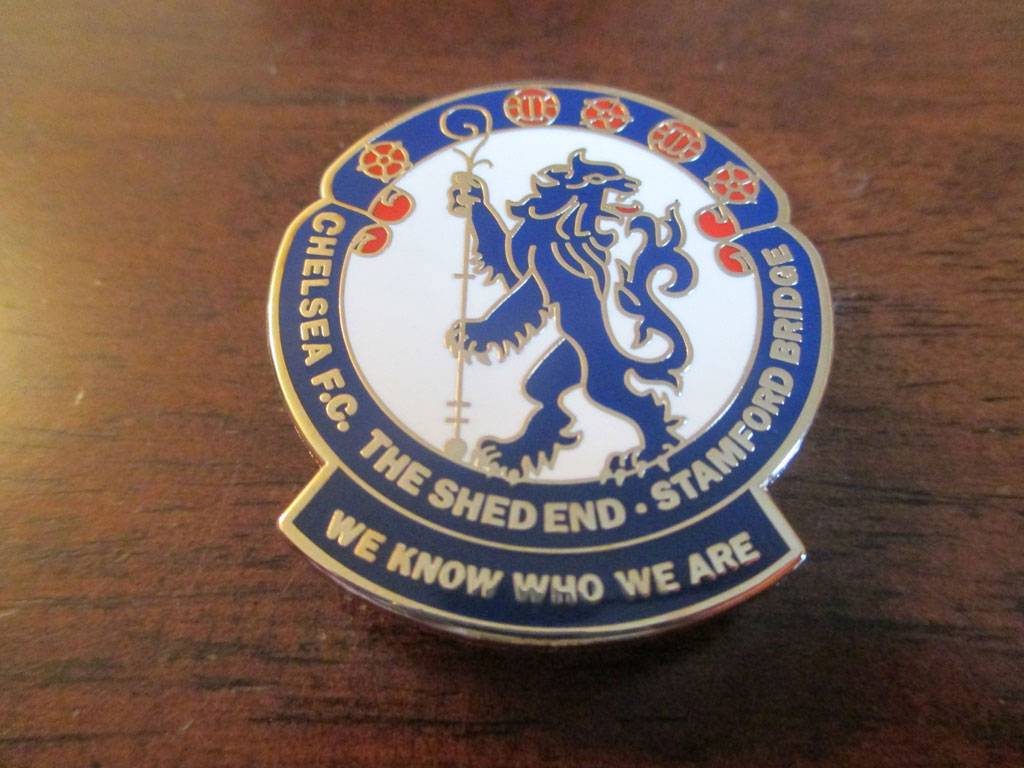 CHELSEA F.C. THE SHED END · STAMFORD BRIDGE
WE KNOW WHO WE ARE